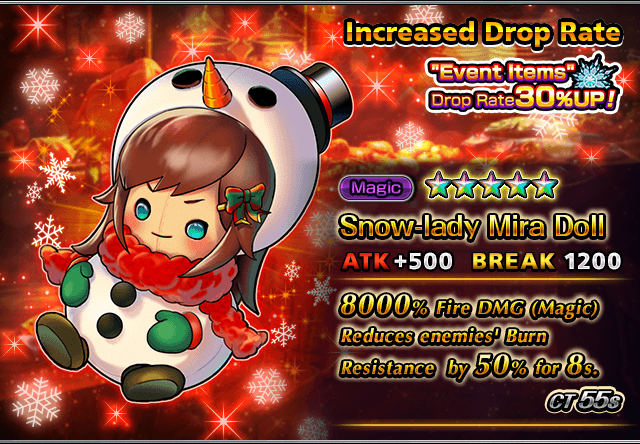 Increased Drop Rate
"Event Items"
Drop Rate 30%UP!
Magic
Snow-lady Mira Doll
ATK +500 BREAK 1200
8000% Fire DMG (Magic)
Reduces enemies' Burn
Resistance by 50% for 8s.
CT 55s